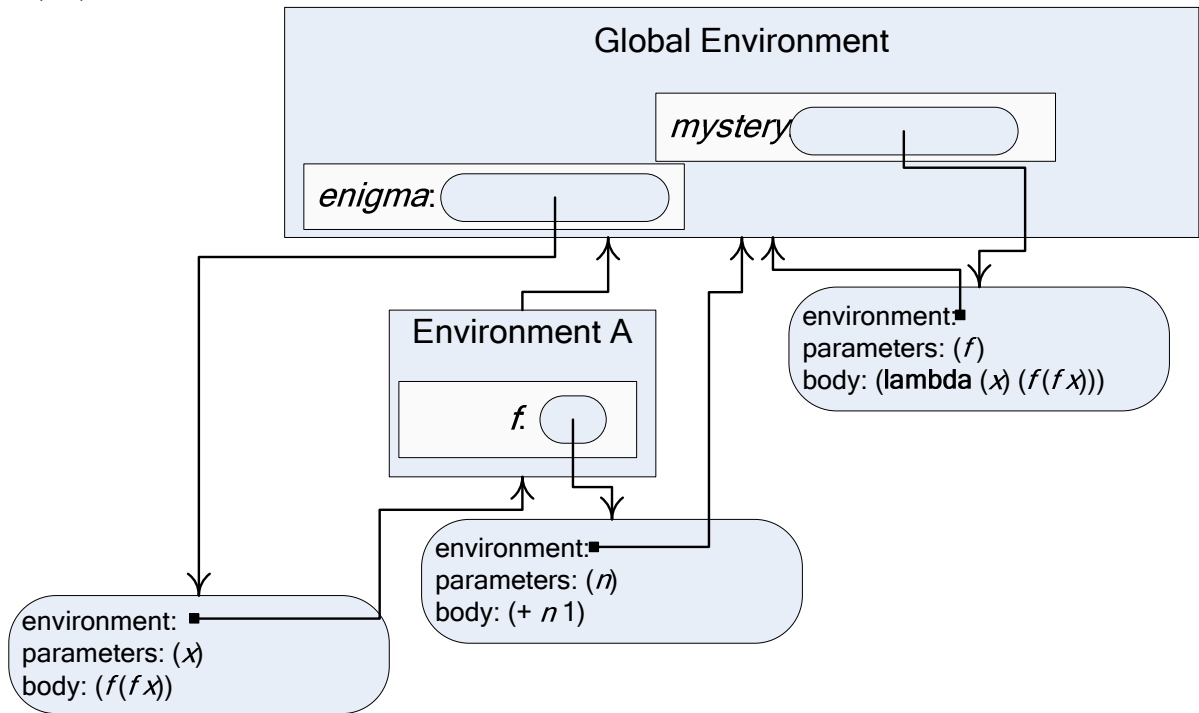 Global Environment
mystery:
enigma:
Environment A
f:
environment:
parameters: (f)
body: (lambda (x) (f (f x)))
environment:
parameters: (n)
body: (+ n 1)
environment:
parameters: (x)
body: (f (f x))